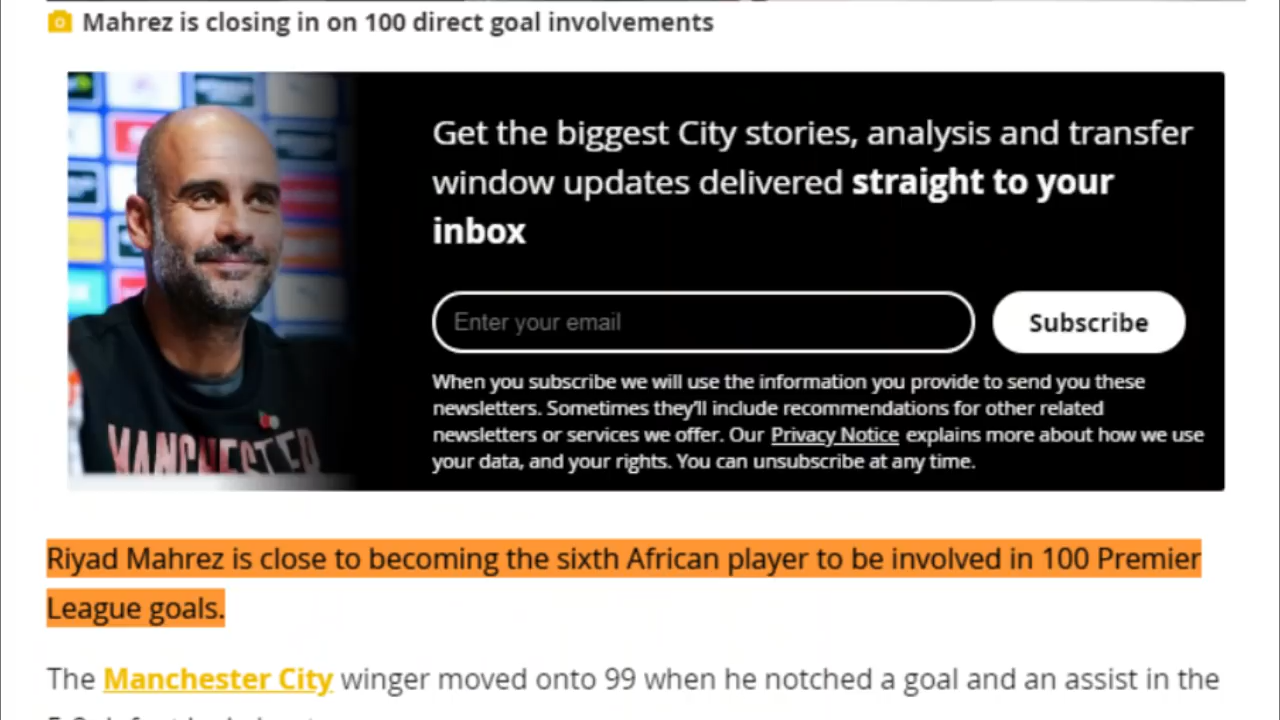 Mahrez is closing in on 100 direct goal involvements
Get the biggest City stories, analysis and transfer
window updates delivered straight to your
inbox
Enter your email
Subscribe
When you subscribe we will use the information you provide to send you these
newsletters. Sometimes they'll include recommendations for other related
newsletters or services we offer. Our Privacy Notice explains more about how we use
your data, and your rights. You can unsubscribe at any time.
MANCHESTER
Riyad Mahrez is close to becoming the sixth African player to be involved in 100 Premier
League goals.
The Manchester City winger moved onto 99 when he notched a goal and an assist in the